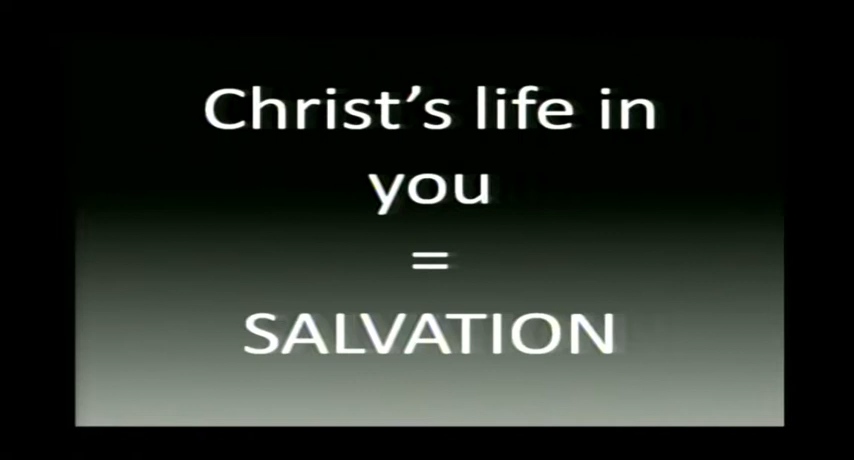 Christ’s life in
you
=
SALVATION